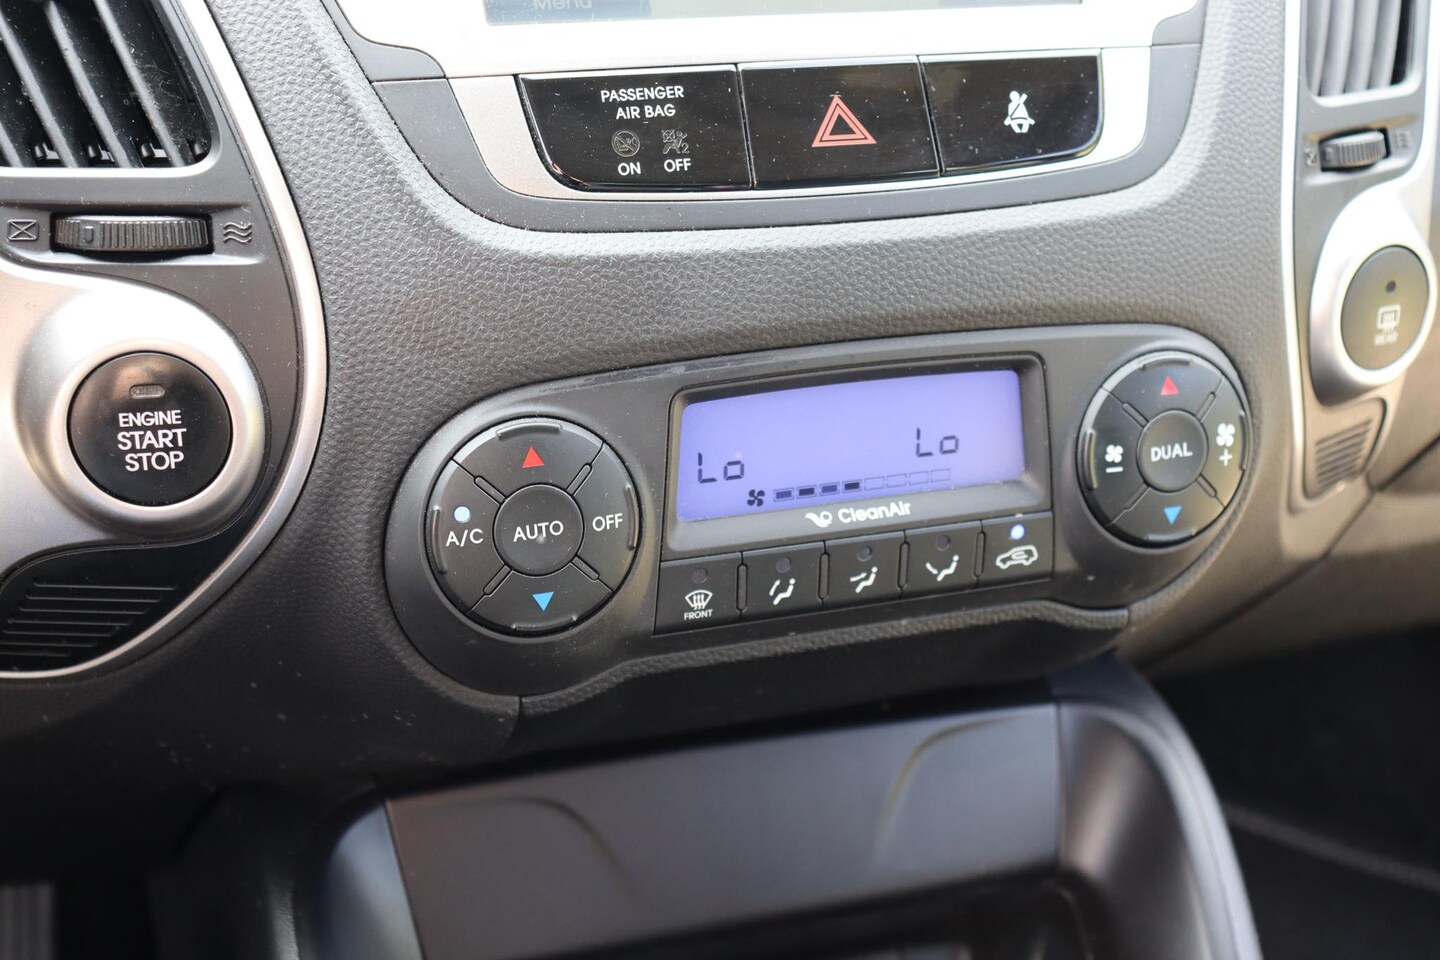 Menu
PASSENGER
AIR BAG
ON OFF
REAR
ENGINE
START
STOP
A/C
AUTO
OFF
Lo
Lo
CleanAir
FRONT
DUAL